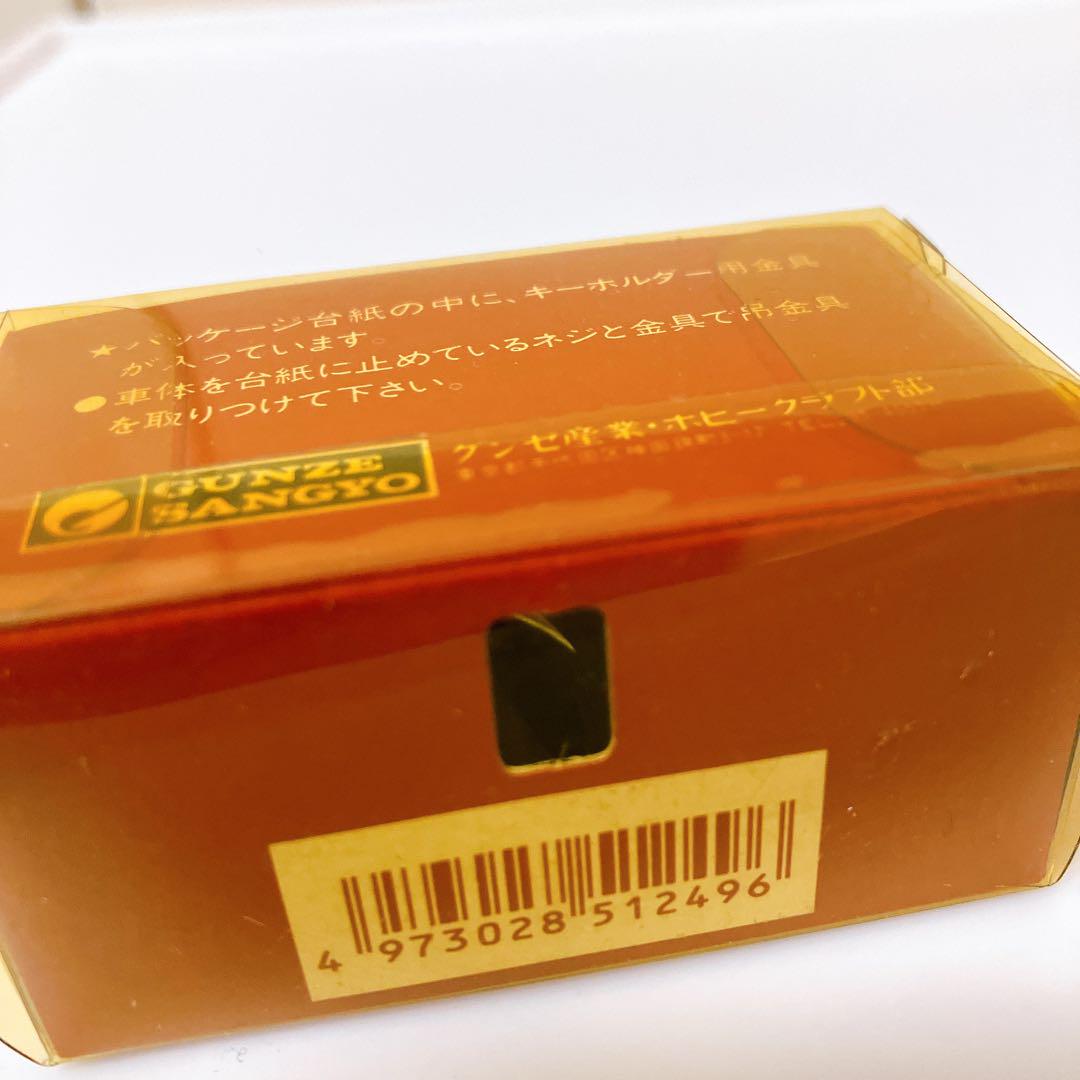 ★パッケージ台紙の中に、キーホルダー用金具
が入っています。
●車体を台紙に止めているネジと金具で吊金具
を取りつけて下さい。
GUNZE
SANGYO
グンゼ産業・ホビークラフト部
4 973028 512496